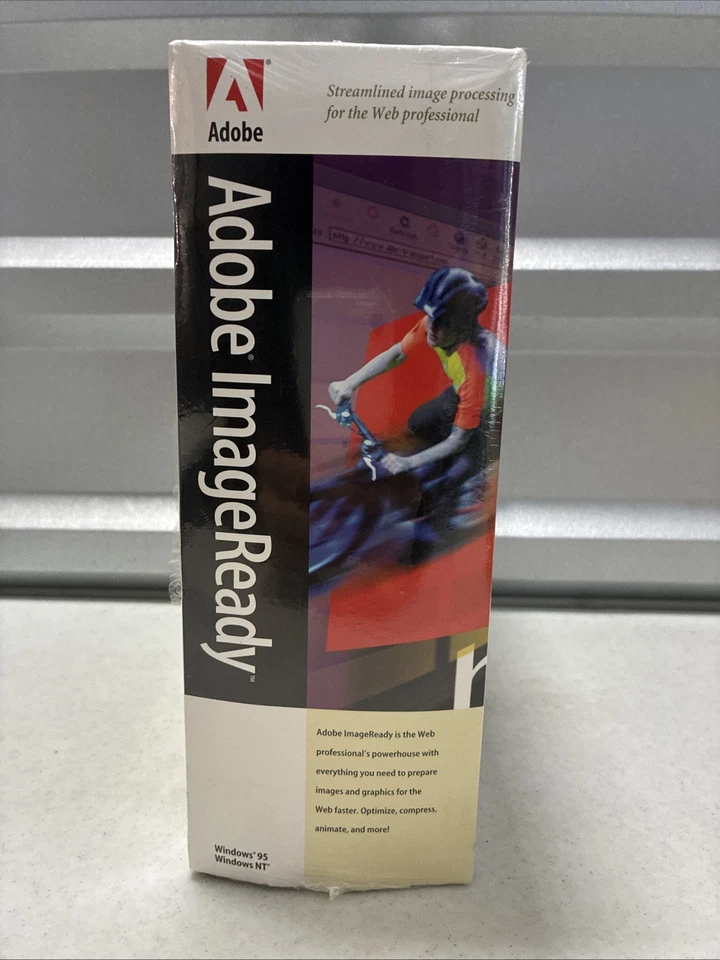 Adobe
Streamlined image processing
for the Web professional
Adobe® ImageReady™
Refresh
Adobe ImageReady is the Web
professional's powerhouse with
everything you need to prepare
images and graphics for the
Web faster. Optimize, compress,
animate, and more!
Windows® 95
Windows NT®